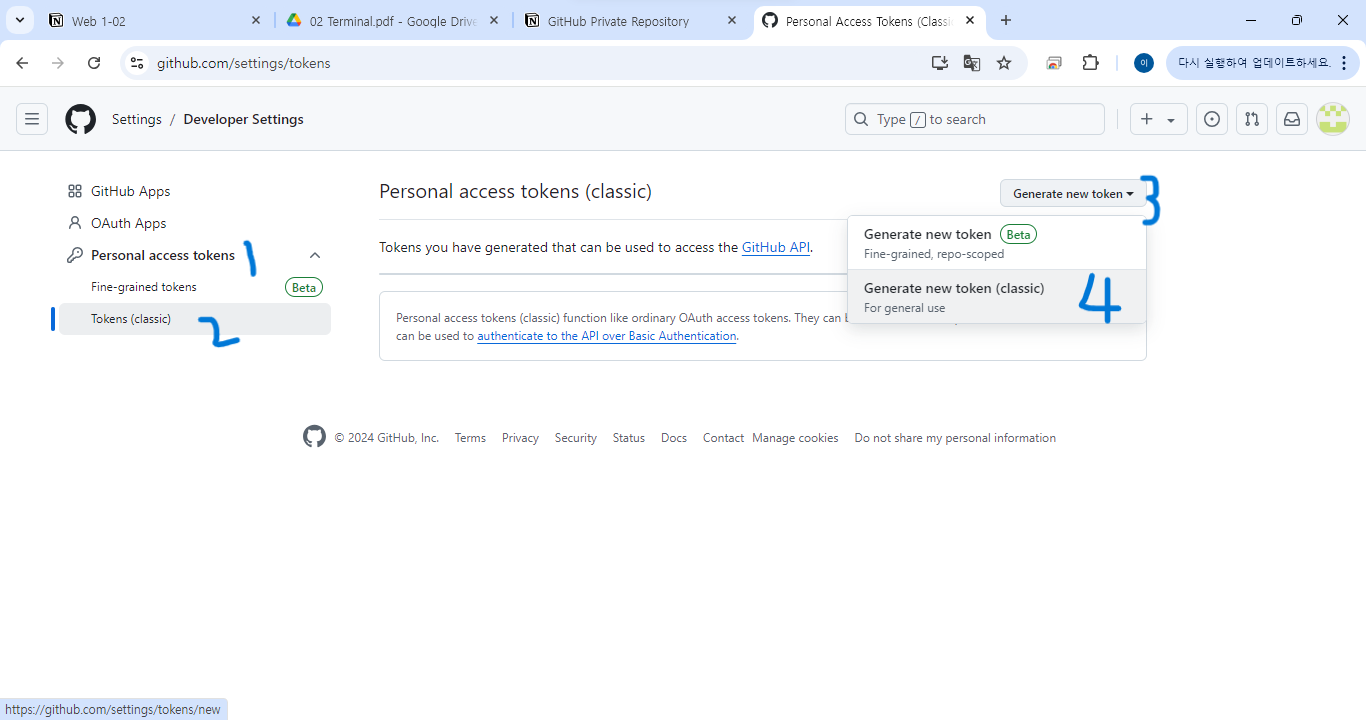 Web 1-02
02 Terminal.pdf - Google Drive
GitHub Private Repository
Personal Access Tokens (Classic
github.com/settings/tokens
이
다시 실행하여 업데이트하세요.
Settings / Developer Settings
Type / to search
GitHub Apps
OAuth Apps
Personal access tokens 1
Fine-grained tokens Beta
Tokens (classic) 2
Personal access tokens (classic)
Generate new token 3
Tokens you have generated that can be used to access the GitHub API.
Generate new token Beta
Fine-grained, repo-scoped
Generate new token (classic) 4
For general use
Personal access tokens (classic) function like ordinary OAuth access tokens. They can
can be used to authenticate to the API over Basic Authentication.
© 2024 GitHub, Inc. Terms Privacy Security Status Docs Contact Manage cookies Do not share my personal information
https://github.com/settings/tokens/new